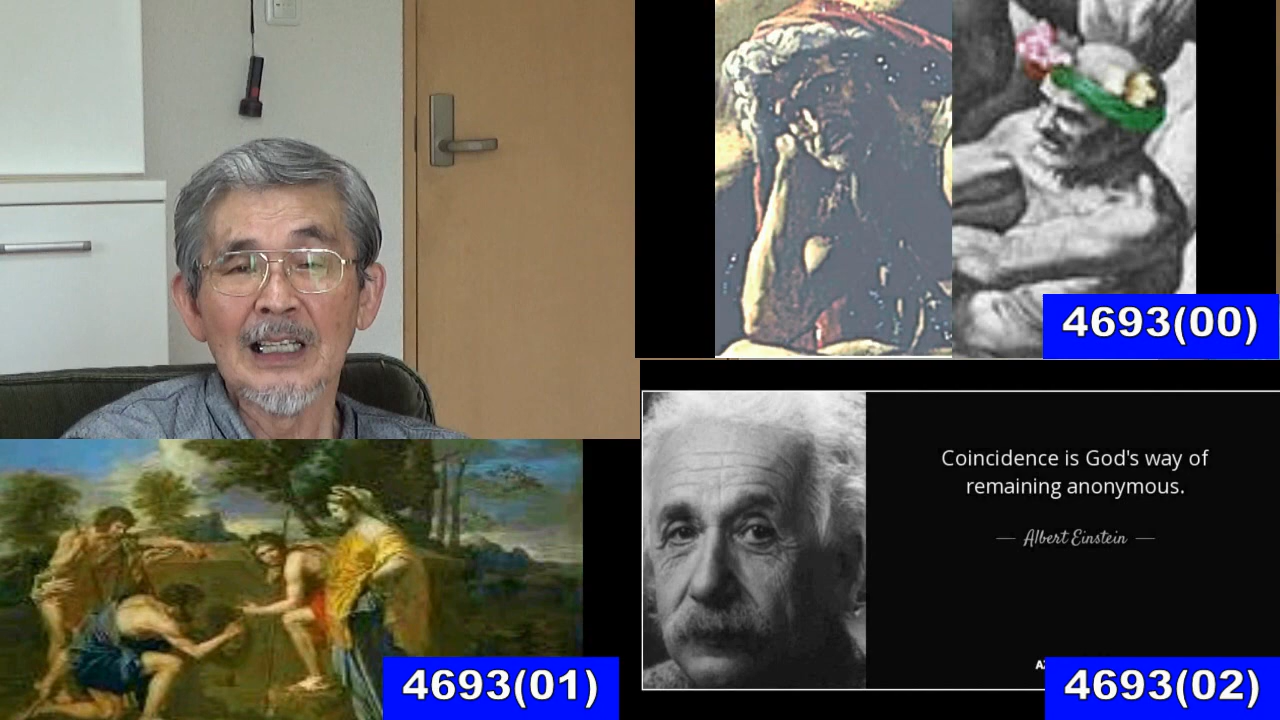 4693(00)
Coincidence is God's way of
remaining anonymous.
Albert Einstein
4693(01)
4693(02)